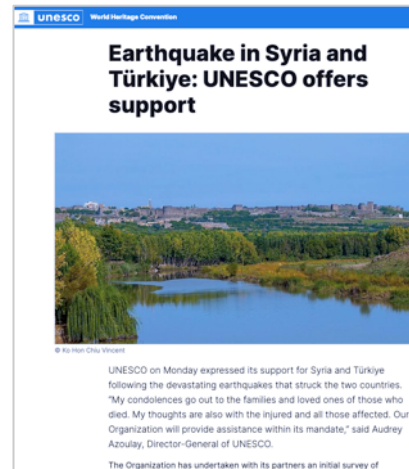 unesco World Heritage Convention
Earthquake in Syria and
Türkiye: UNESCO offers
support
© Ko Hon Chiu Vincent
UNESCO on Monday expressed its support for Syria and Türkiye
following the devastating earthquakes that struck the two countries.
"My condolences go out to the families and loved ones of those who
died. My thoughts are also with the injured and all those affected. Our
Organization will provide assistance within its mandate," said Audrey
Azoulay, Director-General of UNESCO.
The Organization has undertaken with its partners an initial survey of